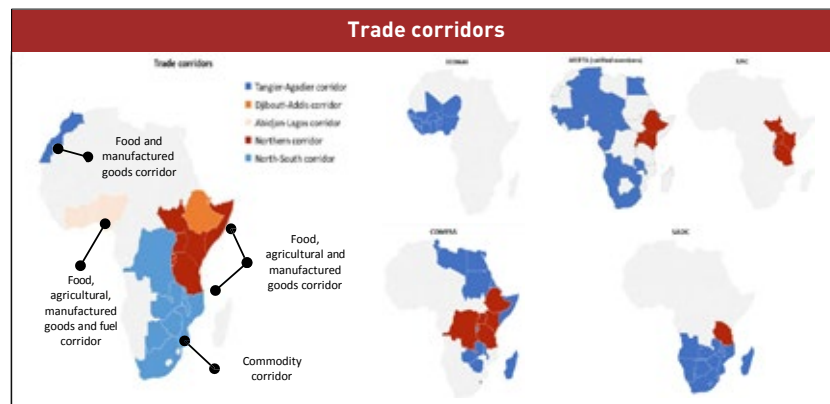 Trade corridors
Trade corridors
Tangier-Agadier corridor
Djibouti-Addis corridor
Abidjan-Lagos corridor
Northern corridor
North-South corridor
Food and
manufactured
goods corridor
Food,
agricultural,
manufactured
goods and fuel
corridor
Food,
agricultural and
manufactured
goods corridor
Commodity
corridor
EAC
COMESA
SADC